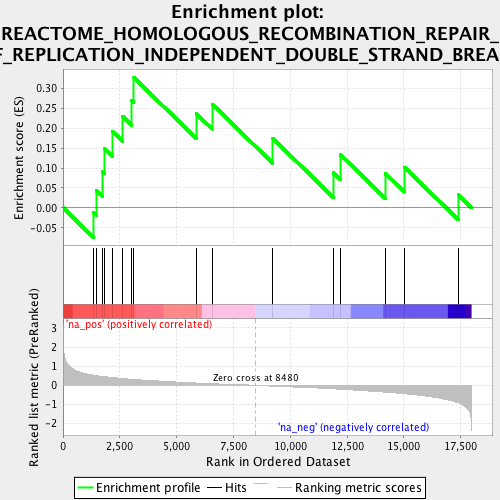 Enrichment plot:
REACTOME_HOMOLOGOUS_RECOMBINATION_REPAIR_
F_REPLICATION_INDEPENDENT_DOUBLE_STRAND_BREA
Enrichment score (ES)
0.30
0.25
0.20
0.15
0.10
0.05
0.00
-0.05
'na_pos' (positively correlated)
Ranked list metric (PreRanked)
3
2
1
0
-1
-2
Zero cross at 8480
'na_neg' (negatively correlated)
0 2,500 5,000 7,500 10,000 12,500 15,000 17,500
Rank in Ordered Dataset
Enrichment profile Hits Ranking metric scores